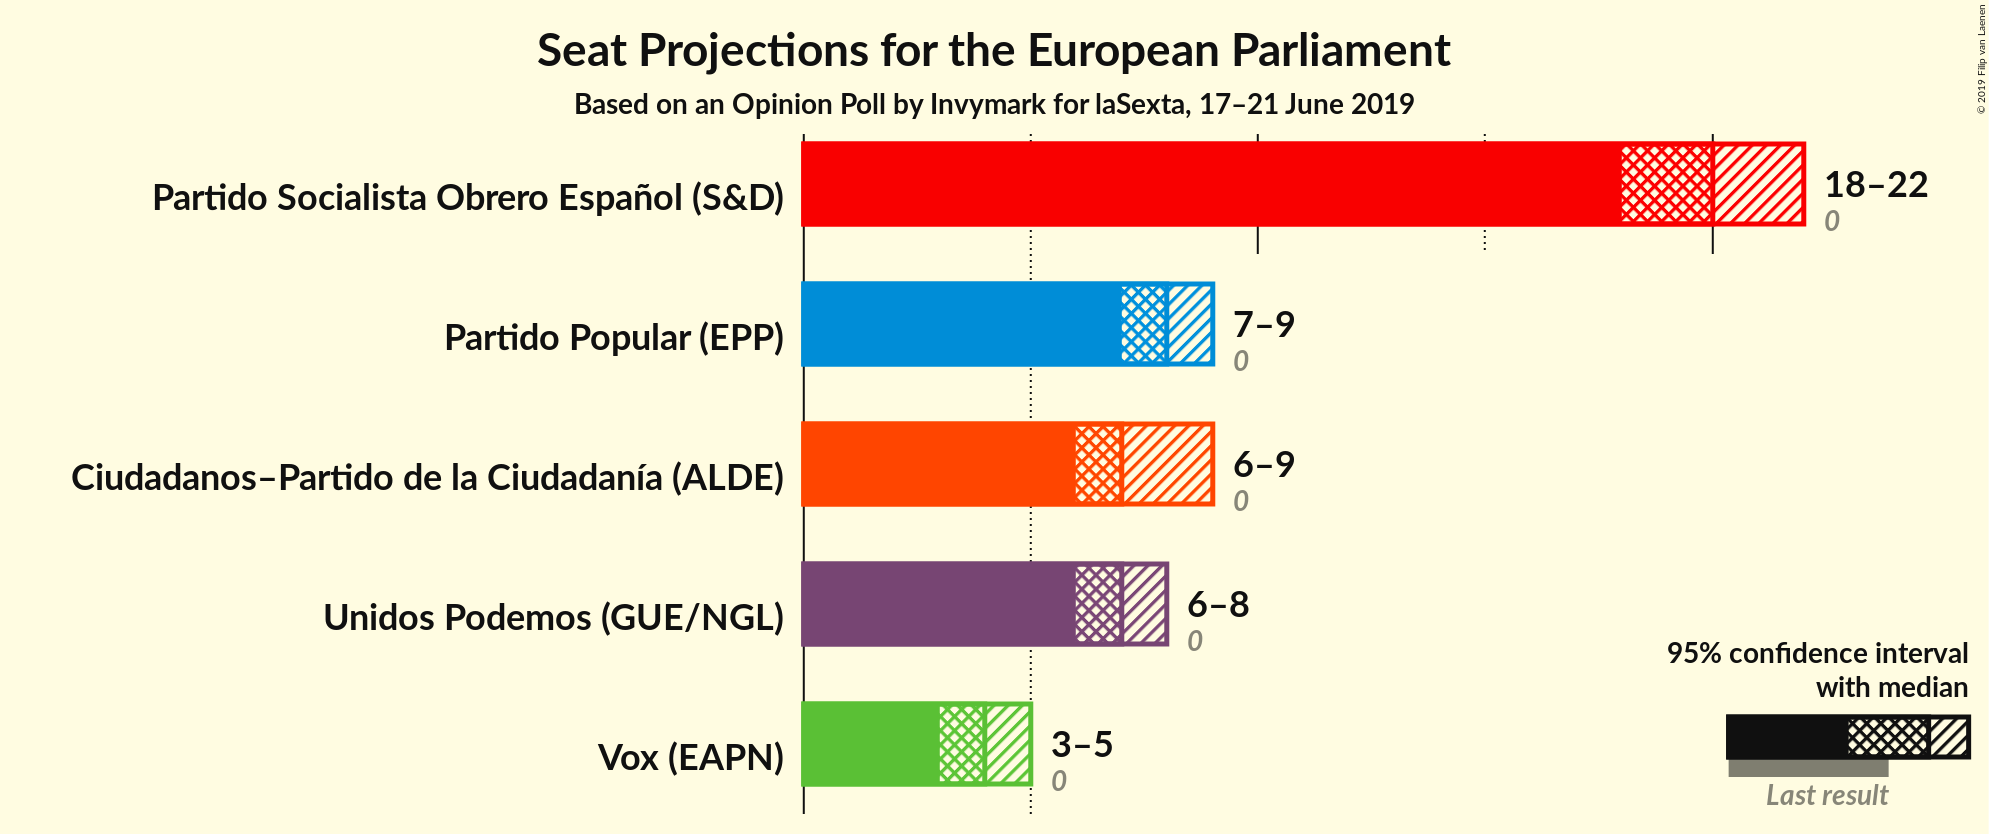 Seat Projections for the European Parliament
Based on an Opinion Poll by Invymark for laSexta, 17–21 June 2019
© 2019 Filip van Laenen
Partido Socialista Obrero Español (S&D)
18–22
0
Partido Popular (EPP)
7–9
0
Ciudadanos–Partido de la Ciudadanía (ALDE)
6–9
0
Unidos Podemos (GUE/NGL)
6–8
0
Vox (EAPN)
3–5
0
95% confidence interval
with median
Last result